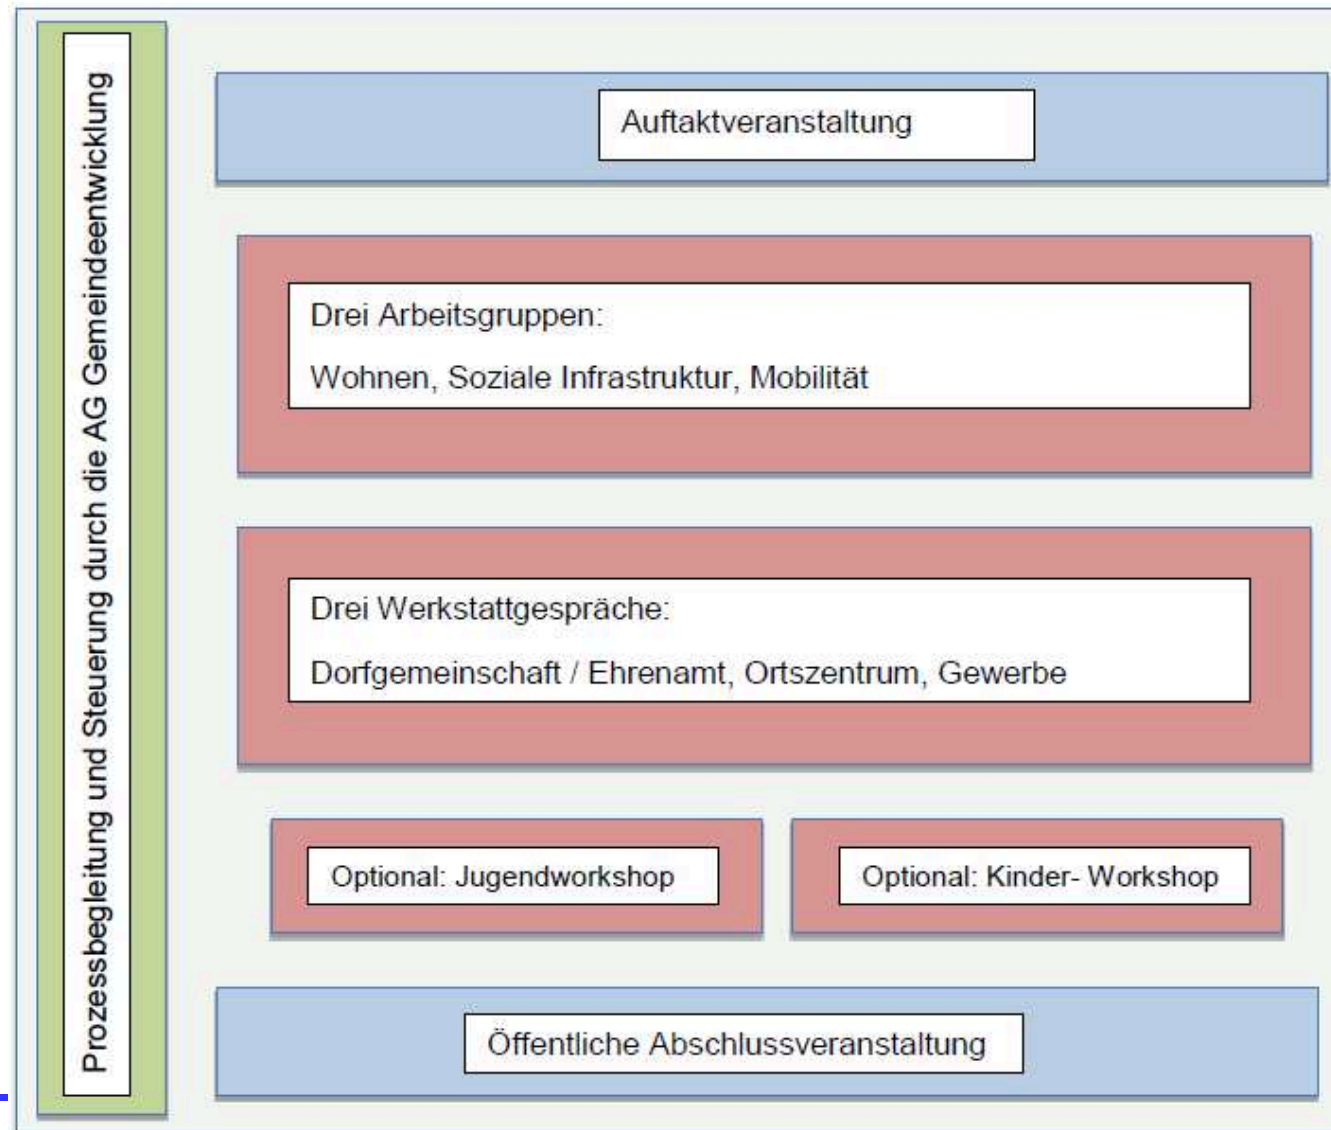 Prozessbegleitung und Steuerung durch die AG Gemeindeentwicklung
Auftaktveranstaltung
Drei Arbeitsgruppen:
Wohnen, Soziale Infrastruktur, Mobilität
Drei Werkstattgespräche:
Dorfgemeinschaft / Ehrenamt, Ortszentrum, Gewerbe
Optional: Jugendworkshop
Optional: Kinder- Workshop
Öffentliche Abschlussveranstaltung